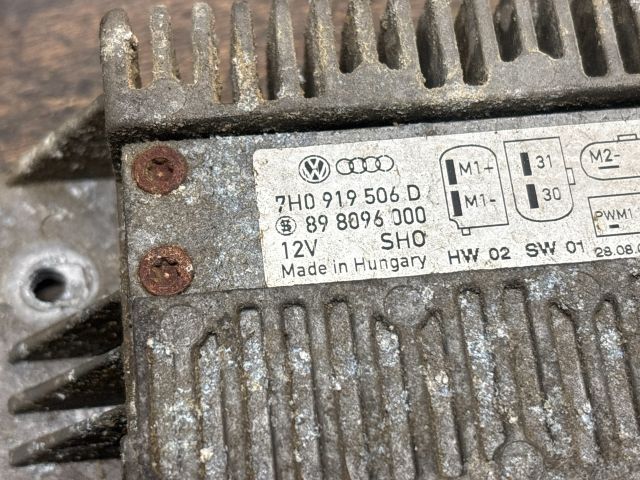 7H0 919 506 D
89 8096 000
12V SHO
Made in Hungary
M1+
M1-
31
30
M2-
PWM1
HW 02 SW 01 28.08.0